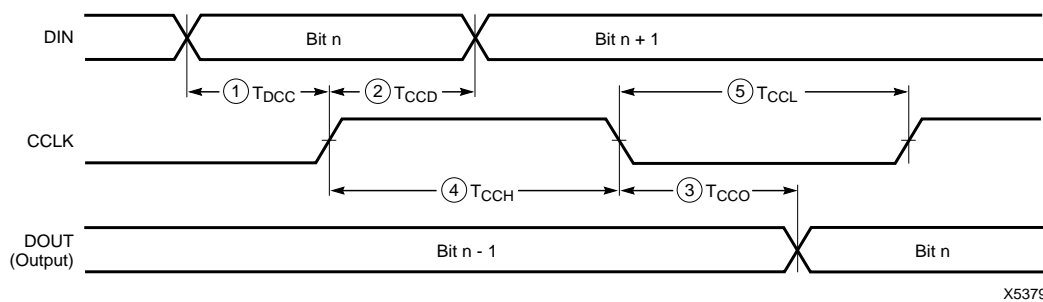 DIN
Bit n
Bit n + 1
1 TDCC
2 TCCD
5 TCCL
CCLK
4 TCCH
3 TCCO
DOUT
(Output)
Bit n - 1
Bit n
X5379